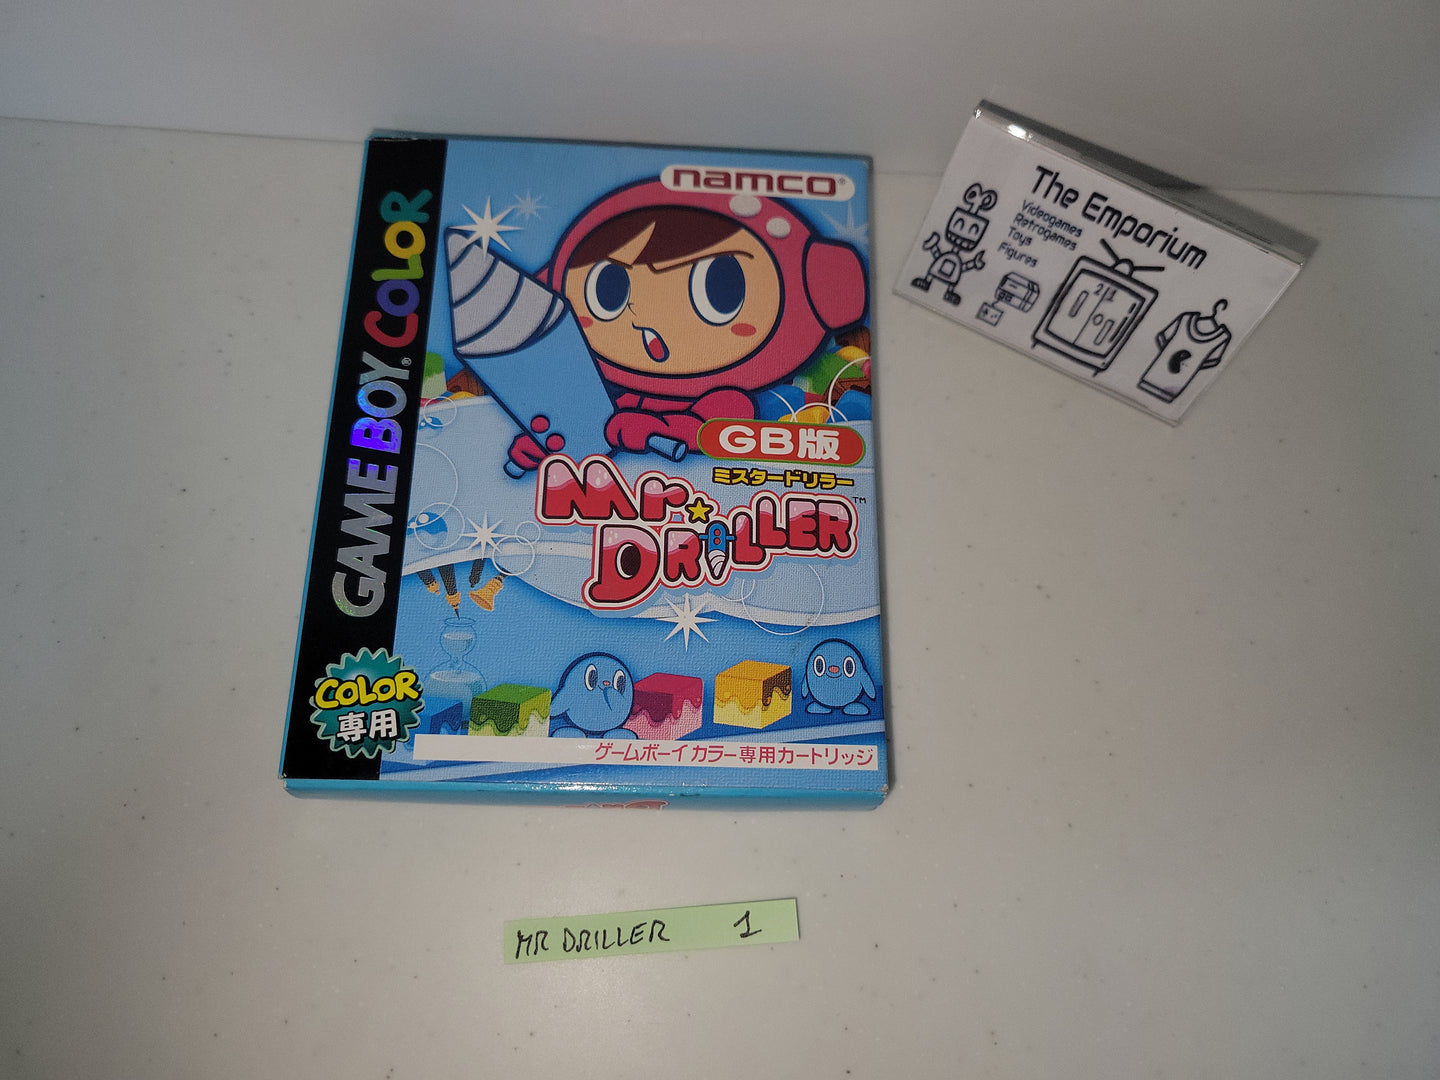 GAME BOY® COLOR
namco®
GB版
ミスタードリラー
Mr. DRILLER™
COLOR
専用
ゲームボーイ カラー専用カートリッジ
The Emporium
Videogames
Retrogames
Toys
Figures
21
MR DRILLER 1